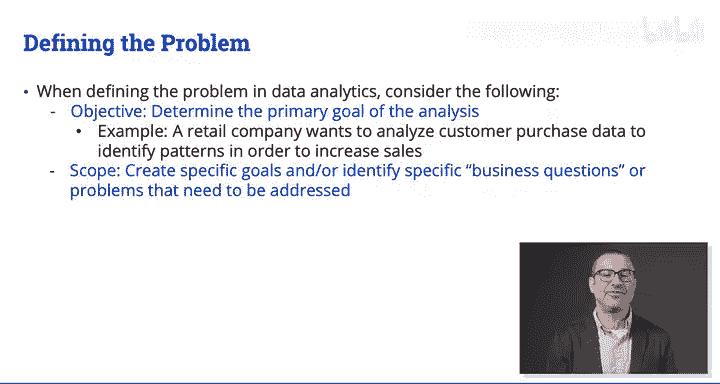 Defining the Problem
• When defining the problem in data analytics, consider the following:
- Objective: Determine the primary goal of the analysis
• Example: A retail company wants to analyze customer purchase data to
identify patterns in order to increase sales
- Scope: Create specific goals and/or identify specific “business questions” or
problems that need to be addressed